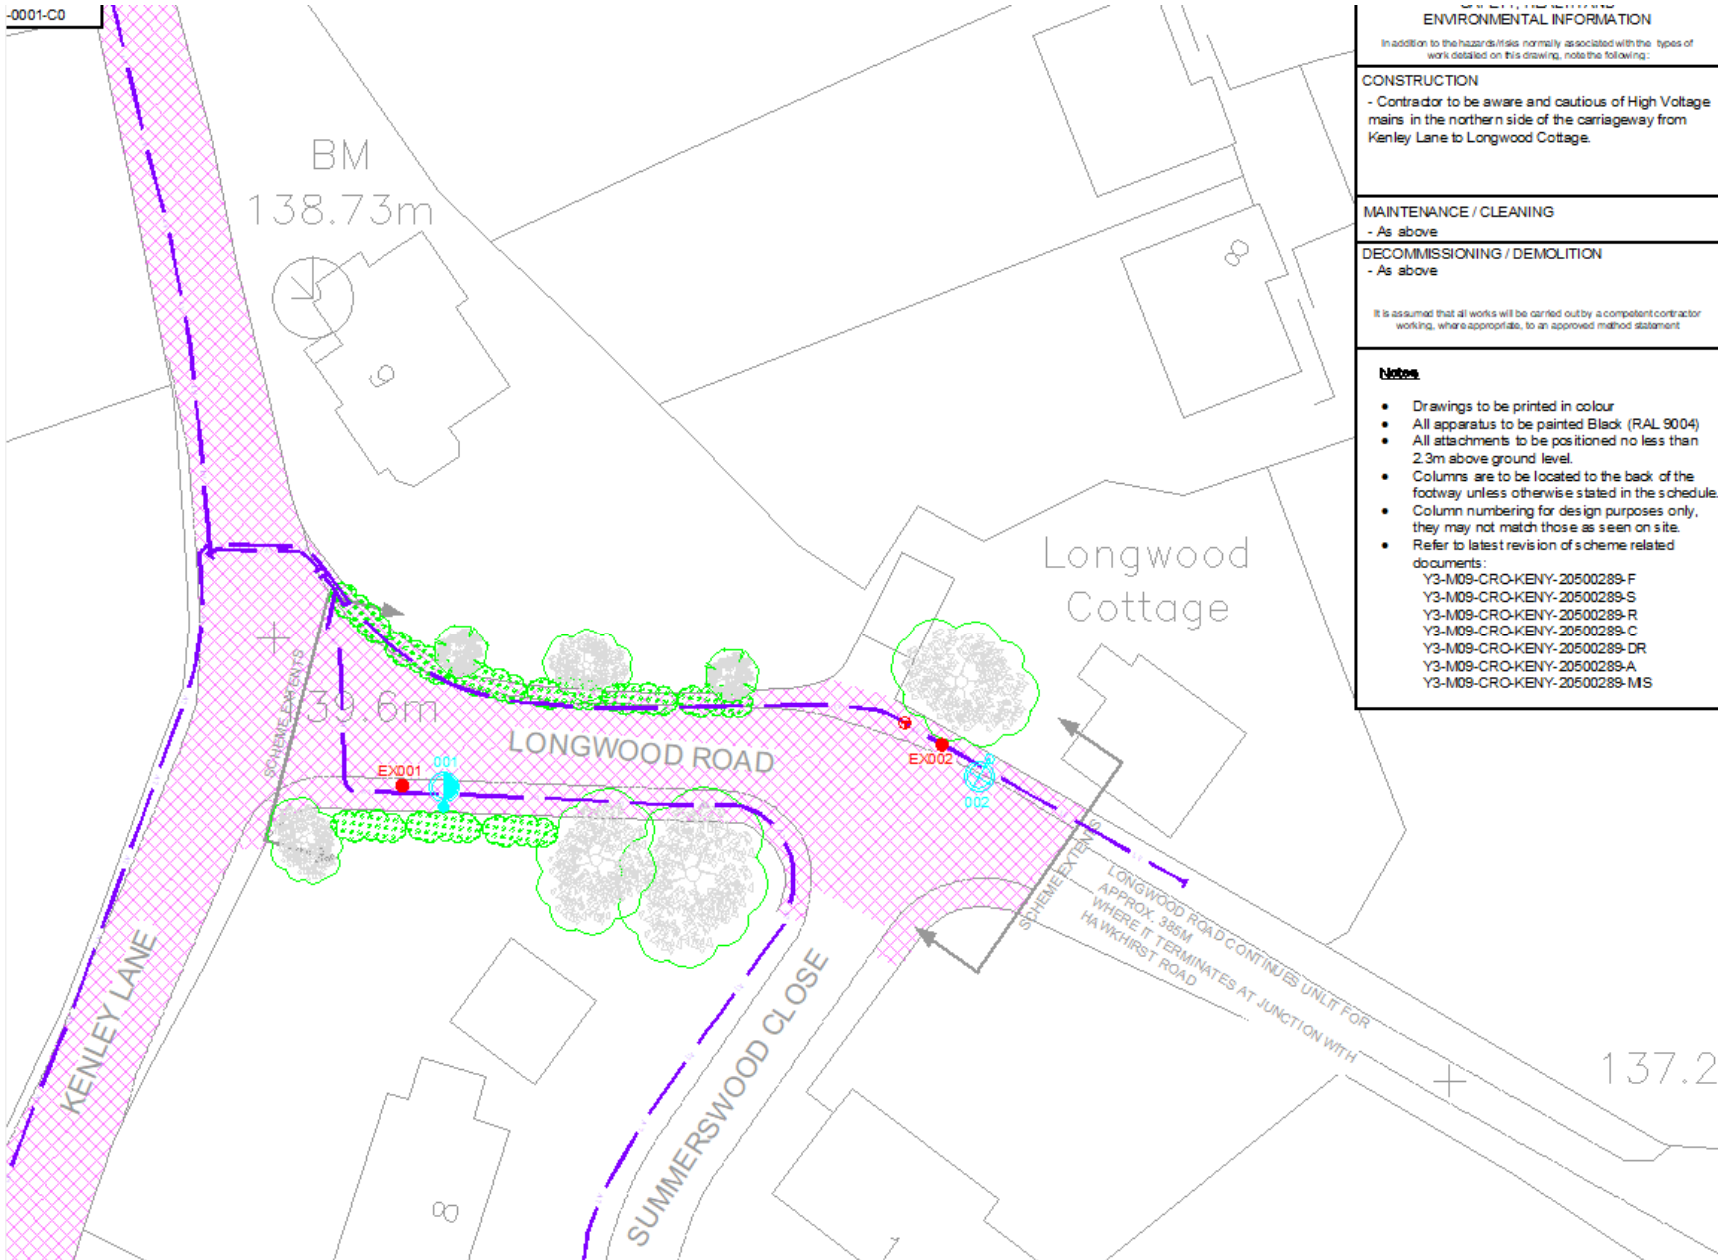 -0001-C0
ENVIRONMENTAL INFORMATION
In addition to the hazards/risks normally associated with the types of
work detailed on this drawing, note the following:
CONSTRUCTION
- Contractor to be aware and cautious of High Voltage
mains in the northern side of the carriageway from
Kenley Lane to Longwood Cottage.
MAINTENANCE / CLEANING
- As above
DECOMMISSIONING / DEMOLITION
- As above
It is assumed that all works will be carried out by a competent contractor
working, where appropriate, to an approved method statement
Notes
• Drawings to be printed in colour
• All apparatus to be painted Black (RAL 9004)
• All attachments to be positioned no less than
2.3m above ground level.
• Columns are to be located to the back of the
footway unless otherwise stated in the schedule.
• Column numbering for design purposes only,
they may not match those as seen on site.
• Refer to latest revision of scheme related
documents:
Y3-M09-CRO-KENY-20500289-F
Y3-M09-CRO-KENY-20500289-S
Y3-M09-CRO-KENY-20500289-R
Y3-M09-CRO-KENY-20500289-C
Y3-M09-CRO-KENY-20500289-DR
Y3-M09-CRO-KENY-20500289-A
Y3-M09-CRO-KENY-20500289-MIS
BM
138.73m
9
8
Longwood
Cottage
SCHEME EXTENTS
39.6m
LONGWOOD ROAD
EX001
001
EX002
002
SCHEME EXTENTS
LONGWOOD ROAD CONTINUES UNLIT FOR
APPROX. 385M
WHERE IT TERMINATES AT JUNCTION WITH
HAWKHIRST ROAD
KENLEY LANE
SUMMERSWOOD CLOSE
137.2
8
1